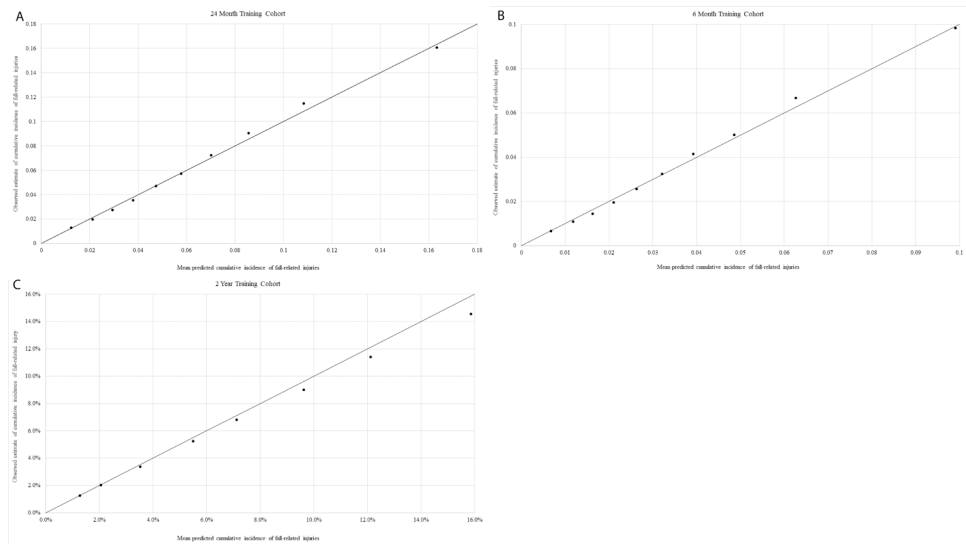 A
24 Month Training Cohort
Observed estimate of cumulative incidence of fall-related injuries
0.18
0.16
0.14
0.12
0.1
0.08
0.06
0.04
0.02
0
0 0.02 0.04 0.06 0.08 0.1 0.12 0.14 0.16 0.18
Mean predicted cumulative incidence of fall-related injuries
B
6 Month Training Cohort
Observed estimate of cumulative incidence of fall-related injuries
0.1
0.08
0.06
0.04
0.02
0
0 0.01 0.02 0.03 0.04 0.05 0.06 0.07 0.08 0.09 0.1
Mean predicted cumulative incidence of fall-related injuries
C
2 Year Training Cohort
Observed estimate of cumulative incidence of fall-related injury
16.0%
14.0%
12.0%
10.0%
8.0%
6.0%
4.0%
2.0%
0.0%
0.0% 2.0% 4.0% 6.0% 8.0% 10.0% 12.0% 14.0% 16.0%
Mean predicted cumulative incidence of fall-related injuries